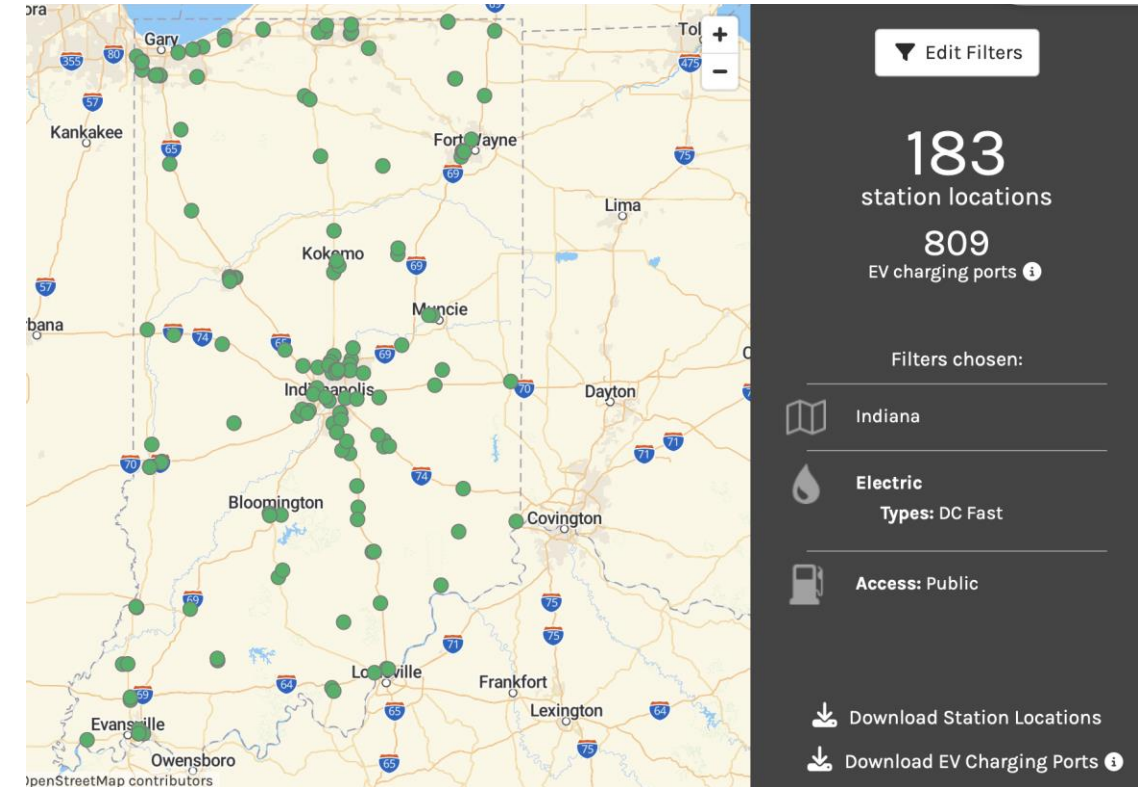 ora
69
Gary
Tol
+
355
80
475
−
57
Kankakee
65
Fort Wayne
75
69
Lima
Kokomo
69
57
Muncie
bana
74
65
69
Indianapolis
70
Dayton
71
70
71
74
Bloomington
Covington
69
75
75
71
Louisville
64
Frankfort
69
65
Lexington
64
Evansville
75
Owensboro
65
OpenStreetMap contributors
Edit Filters
183
station locations
809
EV charging ports i
Filters chosen:
Indiana
Electric
Types: DC Fast
Access: Public
Download Station Locations
Download EV Charging Ports i